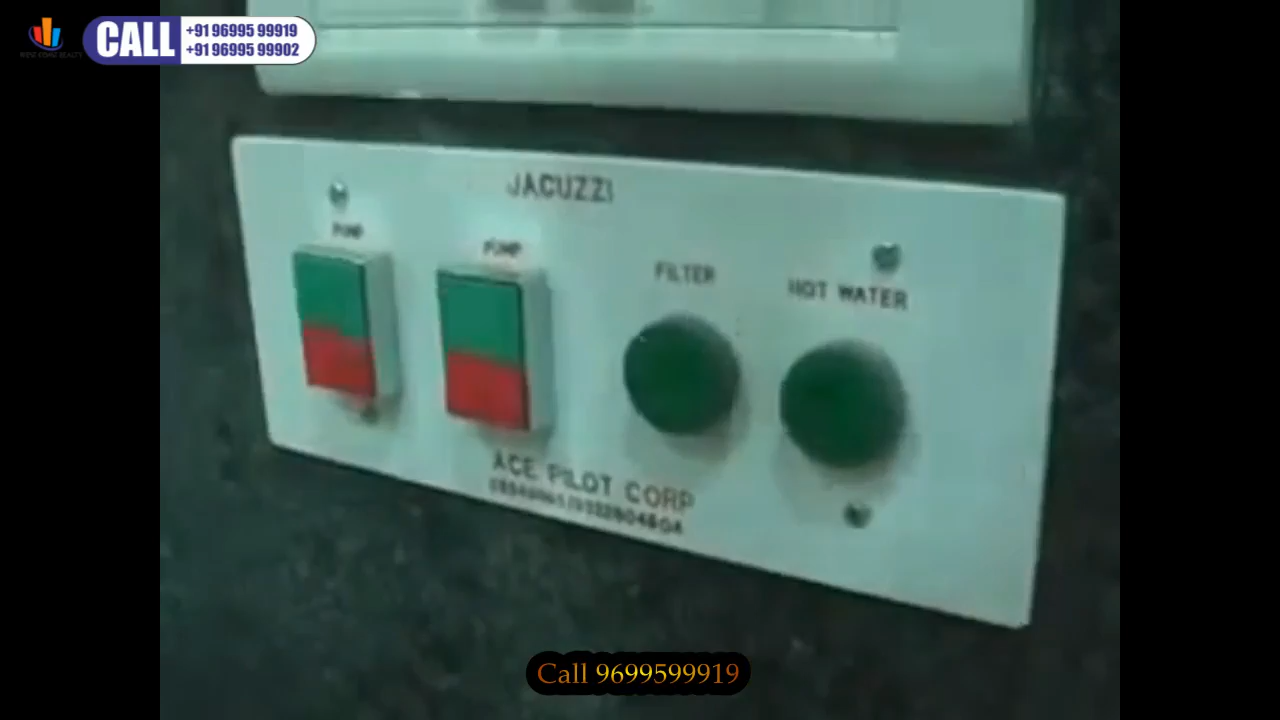 CALL
+91 96995 99919
+91 96995 99902
JACUZZI
PUMP
PUMP
FILTER
HOT WATER
ACE PILOT CORP
Call 9699599919